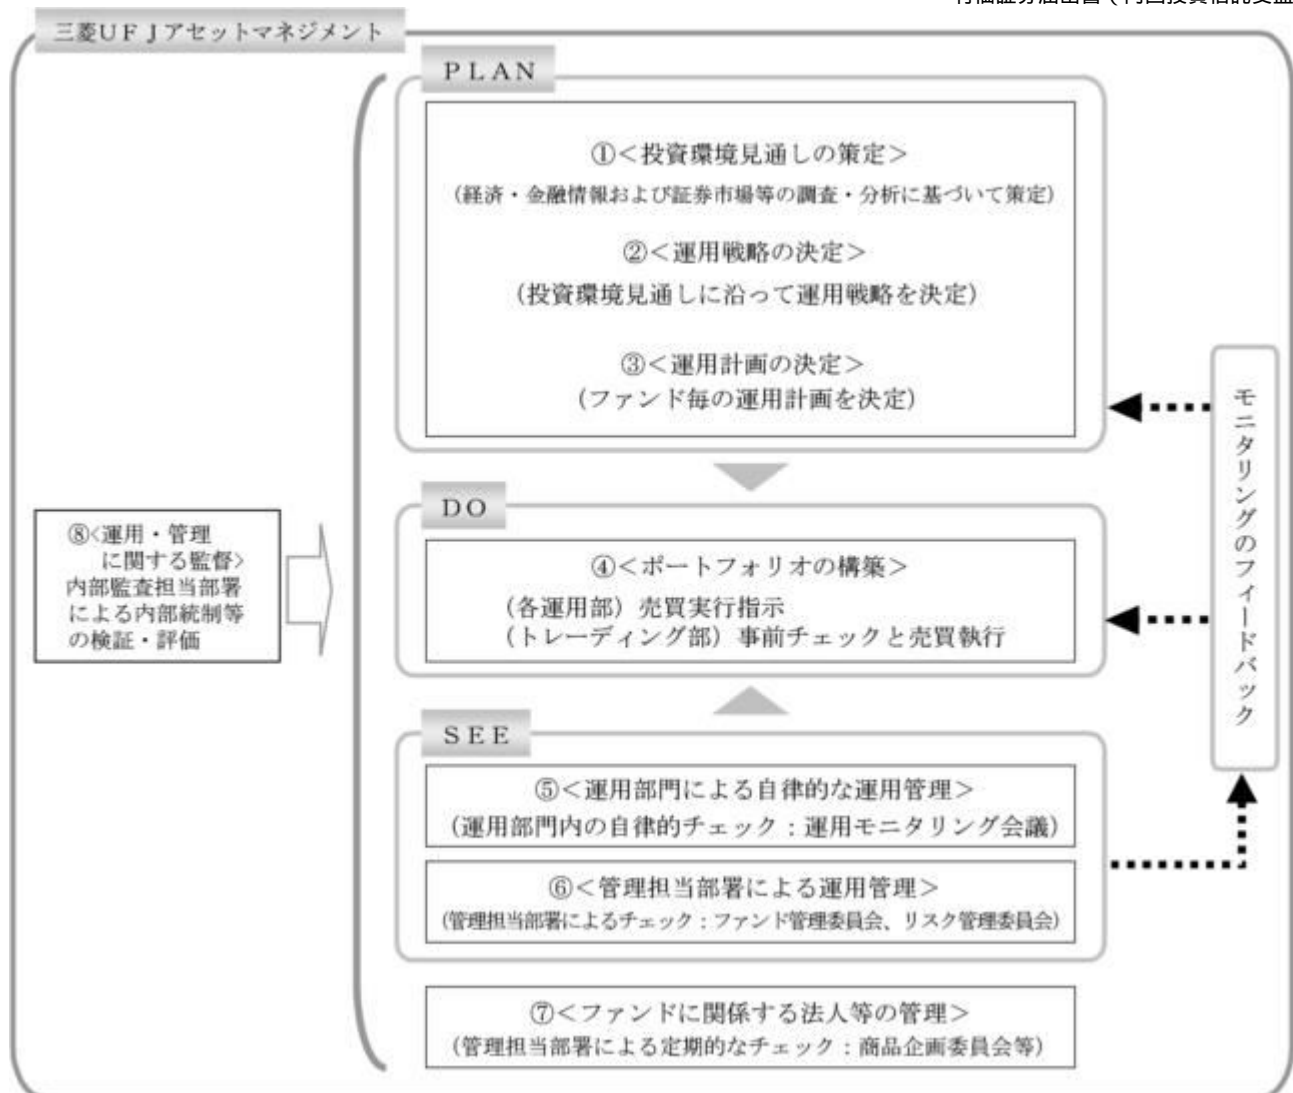 三菱ＵＦＪアセットマネジメント
ＰＬＡＮ
①＜投資環境見通しの策定＞
（経済・金融情報および証券市場等の調査・分析に基づいて策定）
②＜運用戦略の決定＞
（投資環境見通しに沿って運用戦略を決定）
③＜運用計画の決定＞
（ファンド毎の運用計画を決定）
ＤＯ
④＜ポートフォリオの構築＞
（各運用部）売買実行指示
（トレーディング部）事前チェックと売買執行
ＳＥＥ
⑤＜運用部門による自律的な運用管理＞
（運用部門内の自律的チェック：運用モニタリング会議）
⑥＜管理担当部署による運用管理＞
（管理担当部署によるチェック：ファンド管理委員会、リスク管理委員会）
⑦＜ファンドに関係する法人等の管理＞
（管理担当部署による定期的なチェック：商品企画委員会等）
⑧<運用・管理
に関する監督>
内部監査担当部署
による内部統制等
の検証・評価
モニタリングのフィードバック